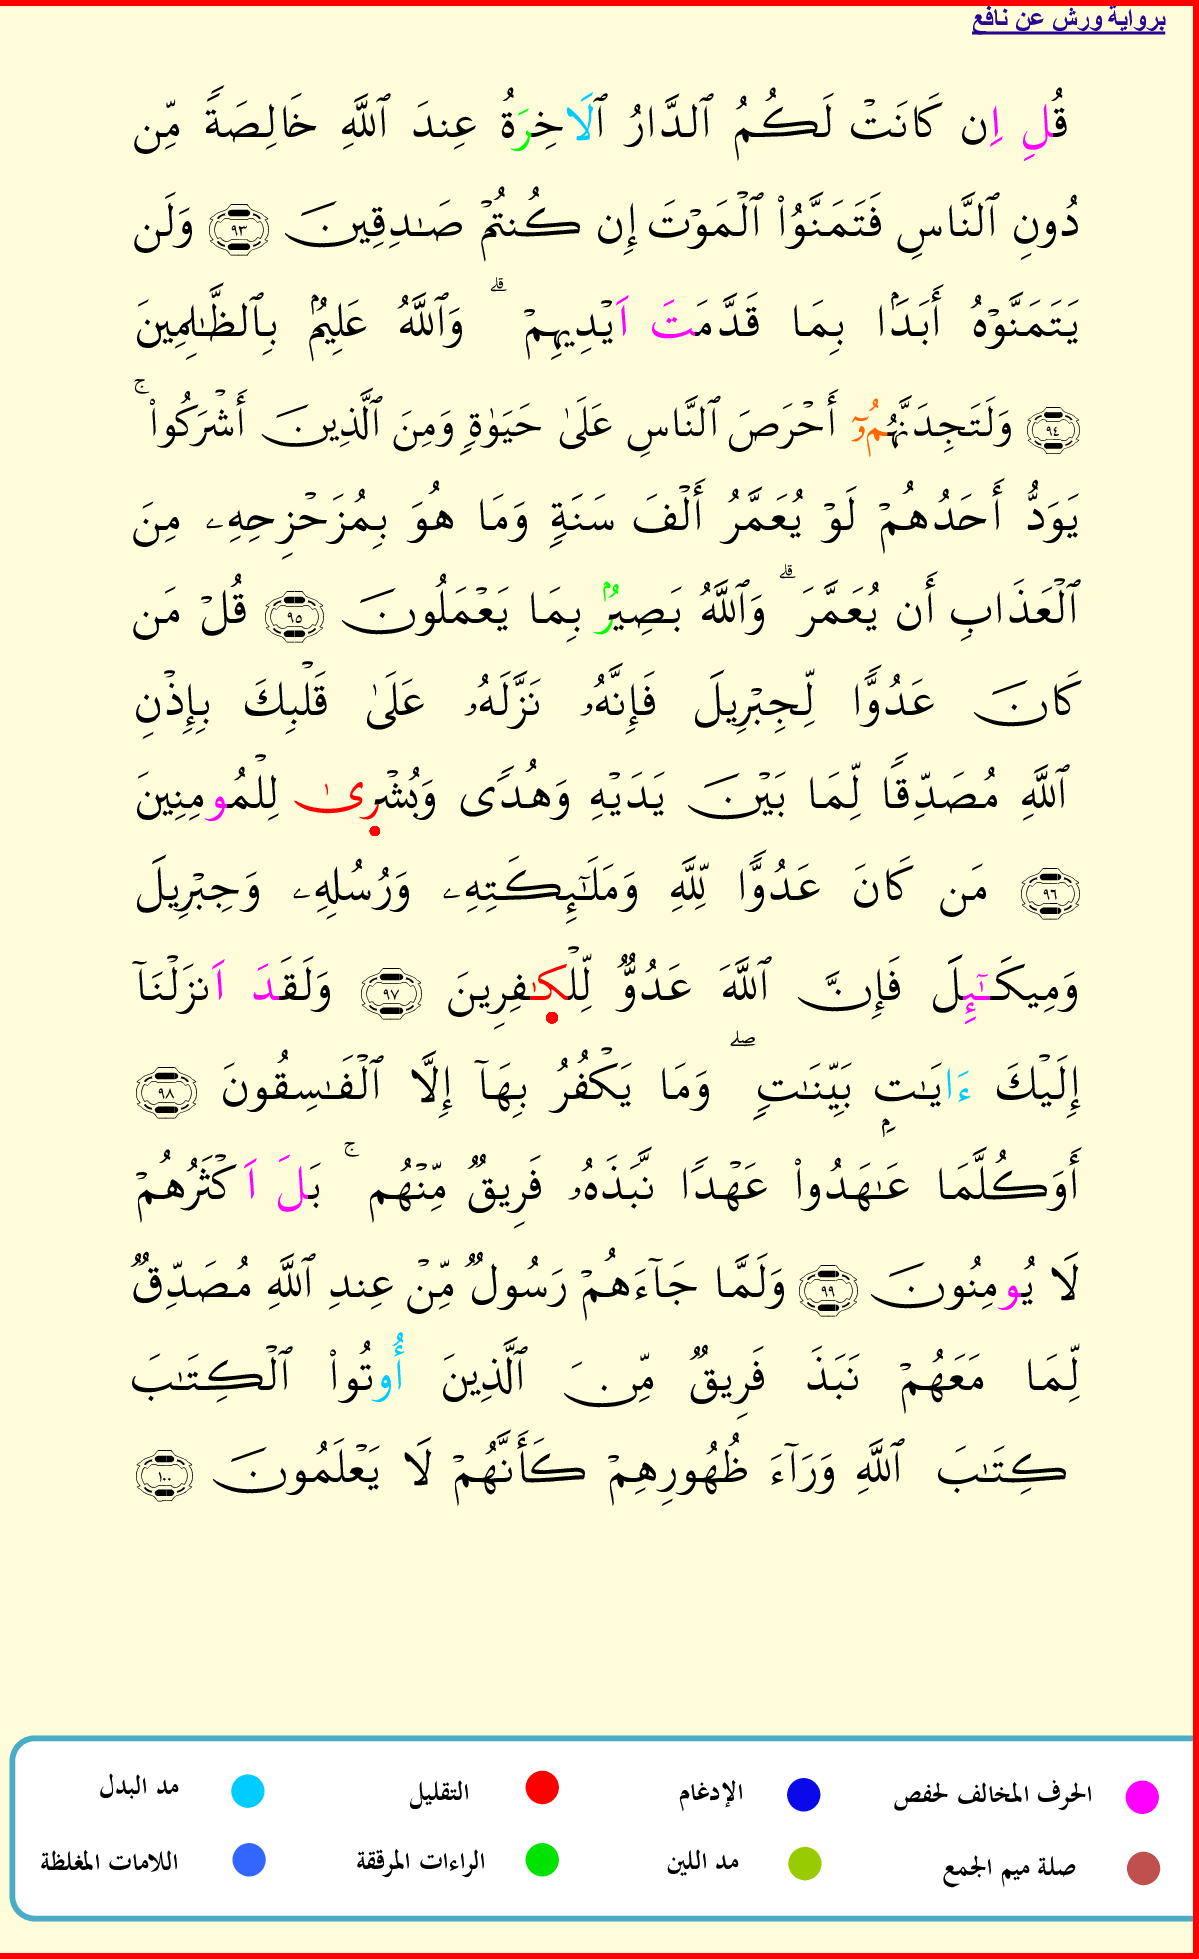 برواية ورش عن نافع
قُلِ اِن كَانَتْ لَكُمُ ٱلدَّارُ ٱلَاخِرَةُ عِندَ ٱللَّهِ خَالِصَةً مِّن
دُونِ ٱلنَّاسِ فَتَمَنَّوُاْ ٱلْمَوْتَ إِن كُنتُمْ صَٰدِقِينَ ٩٣ وَلَن
يَتَمَنَّوْهُ أَبَدَۢا بِمَا قَدَّمَتَ اَيْدِيهِمْ ۗ وَٱللَّهُ عَلِيمُۢ بِٱلظَّٰلِمِينَ
٩٤ وَلَتَجِدَنَّهُمُۥٓ أَحْرَصَ ٱلنَّاسِ عَلَىٰ حَيَوٰةٍ وَمِنَ ٱلَّذِينَ أَشْرَكُواْ ۚ
يَوَدُّ أَحَدُهُمْ لَوْ يُعَمَّرُ أَلْفَ سَنَةٍ وَمَا هُوَ بِمُزَحْزِحِهِۦ مِنَ
ٱلْعَذَابِ أَن يُعَمَّرَ ۗ وَٱللَّهُ بَصِيرُۢ بِمَا يَعْمَلُونَ ٩٥ قُلْ مَن
كَانَ عَدُوًّا لِّجِبْرِيلَ فَإِنَّهُۥ نَزَّلَهُۥ عَلَىٰ قَلْبِكَ بِإِذْنِ
ٱللَّهِ مُصَدِّقًا لِّمَا بَيْنَ يَدَيْهِ وَهُدًى وَبُشْرِىٰ لِلْمُومِنِينَ
٩٦ مَن كَانَ عَدُوًّا لِّلَّهِ وَمَلَٰٓئِكَتِهِۦ وَرُسُلِهِۦ وَجِبْرِيلَ
وَمِيكَٰٓئِلَ فَإِنَّ ٱللَّهَ عَدُوٌّ لِّلْكَٰفِرِينَ ٩٧ وَلَقَدَ اَنزَلْنَآ
إِلَيْكَ ءَايَٰتِۭ بَيِّنَٰتٍ ۖ وَمَا يَكْفُرُ بِهَآ إِلَّا ٱلْفَٰسِقُونَ ٩٨
أَوَكُلَّمَا عَٰهَدُواْ عَهْدًا نَّبَذَهُۥ فَرِيقٌ مِّنْهُم ۚ بَلَ اَكْثَرُهُمْ
لَا يُومِنُونَ ٩٩ وَلَمَّا جَآءَهُمْ رَسُولٌ مِّنْ عِندِ ٱللَّهِ مُصَدِّقٌ
لِّمَا مَعَهُمْ نَبَذَ فَرِيقٌ مِّنَ ٱلَّذِينَ أُوتُواْ ٱلْكِتَٰبَ
كِتَٰبَ ٱللَّهِ وَرَآءَ ظُهُورِهِمْ كَأَنَّهُمْ لَا يَعْلَمُونَ ١٠٠
الحرف المخالف لحفص الإدغام التقليل مد البدل
صلة ميم الجمع مد اللين الراءات المرققة اللامات المغلظة